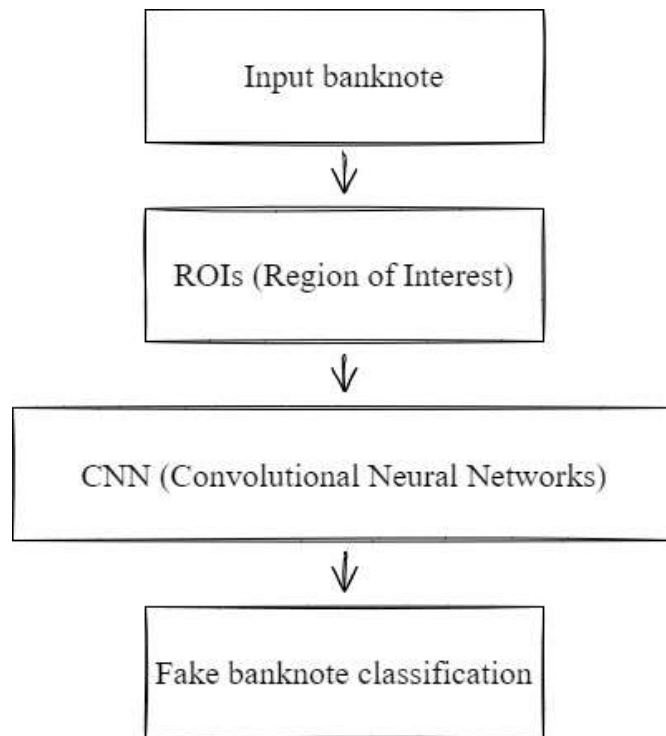 Input banknote
ROIs (Region of Interest)
CNN (Convolutional Neural Networks)
Fake banknote classification